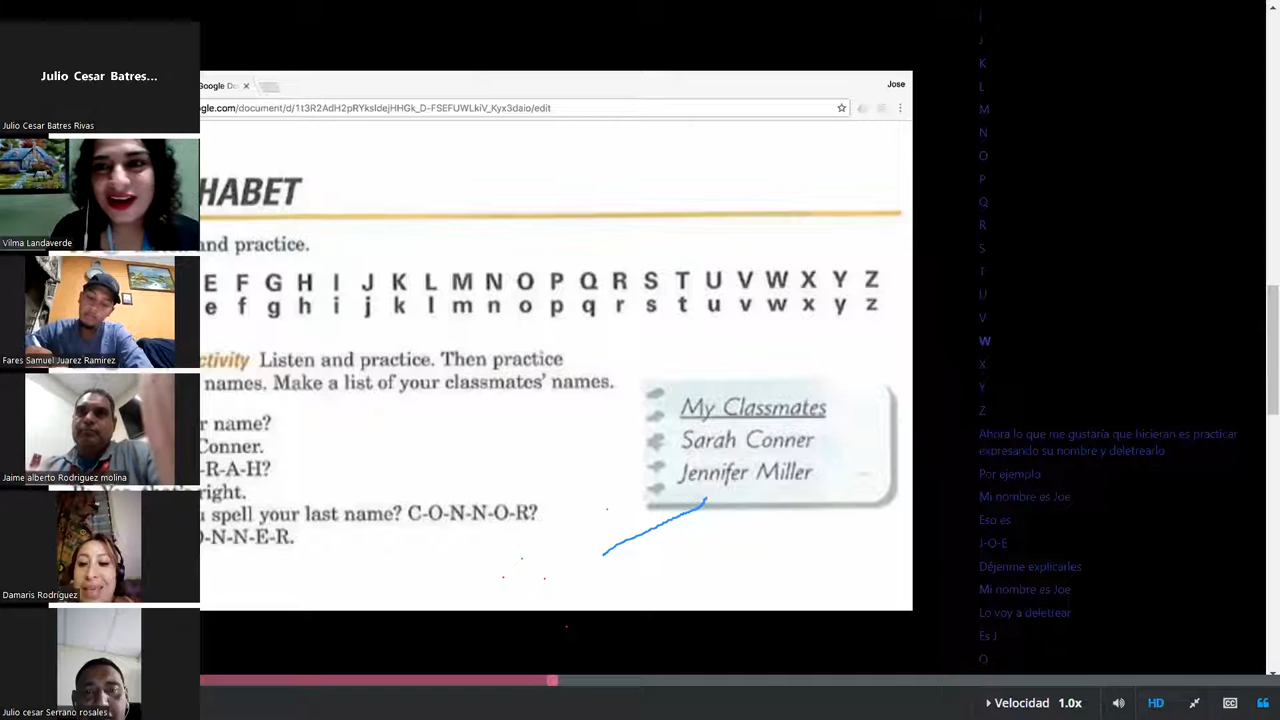 Julio Cesar Batres...
Julio Cesar Batres Rivas
Vilma Landaverde
Fares Samuel Juarez Ramirez
Jaime alberto Rodriguez molina
Damaris Rodríguez
Julio cesar Serrano rosales
Google Do
Jose
gle.com/document/d/1t3R2AdH2pRYksIdejHHGk_D-FSEFUWLkiV_Kyx3daio/edit
HABET
and practice.
E F G H I J K L M N O P Q R S T U V W X Y Z
e f g h i j k l m n o p q r s t u v w x y z
ctivity Listen and practice. Then practice
names. Make a list of your classmates' names.
r name?
Conner.
-R-A-H?
right.
u spell your last name? C-O-N-N-O-R?
O-N-N-E-R.
My Classmates
Sarah Conner
Jennifer Miller
I
J
K
L
M
N
O
P
Q
R
S
T
U
V
W
X
Y
Z
Ahora lo que me gustaría que hicieran es practicar
expresando su nombre y deletrearlo
Por ejemplo
Mi nombre es Joe
Eso es
J-O-E
Déjenme explicarles
Mi nombre es Joe
Lo voy a deletrear
Es J
O
Velocidad 1.0x
HD
CC